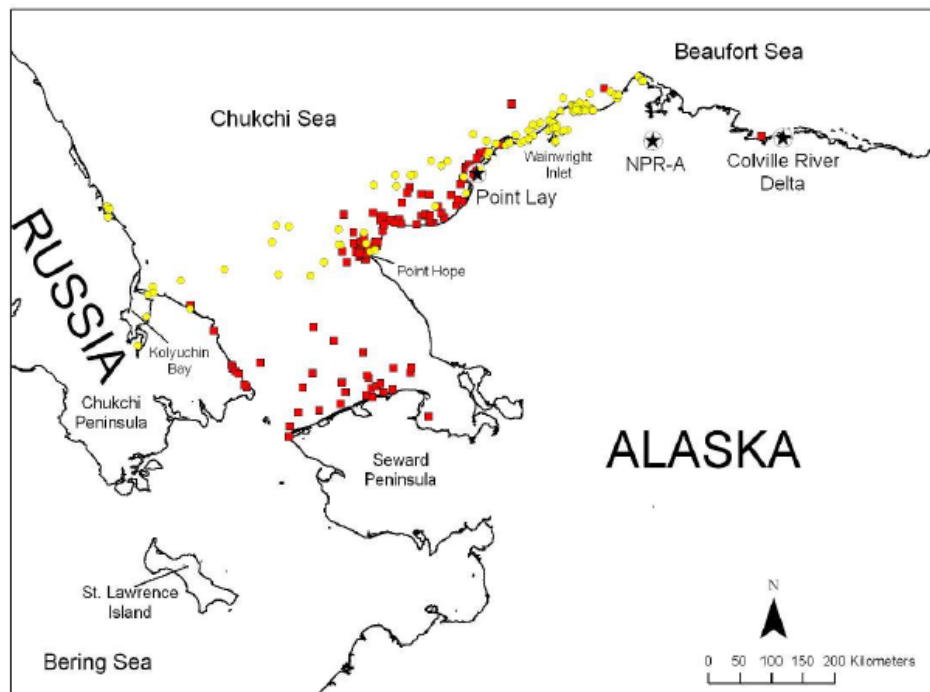 Beaufort Sea
Chukchi Sea
Wainwright
Inlet
NPR-A
Colville River
Delta
Point Lay
RUSSIA
Point Hope
Kolyuchin
Bay
Chukchi
Peninsula
ALASKA
Seward
Peninsula
St. Lawrence
Island
Bering Sea
N
0 50 100 200 Kilometers